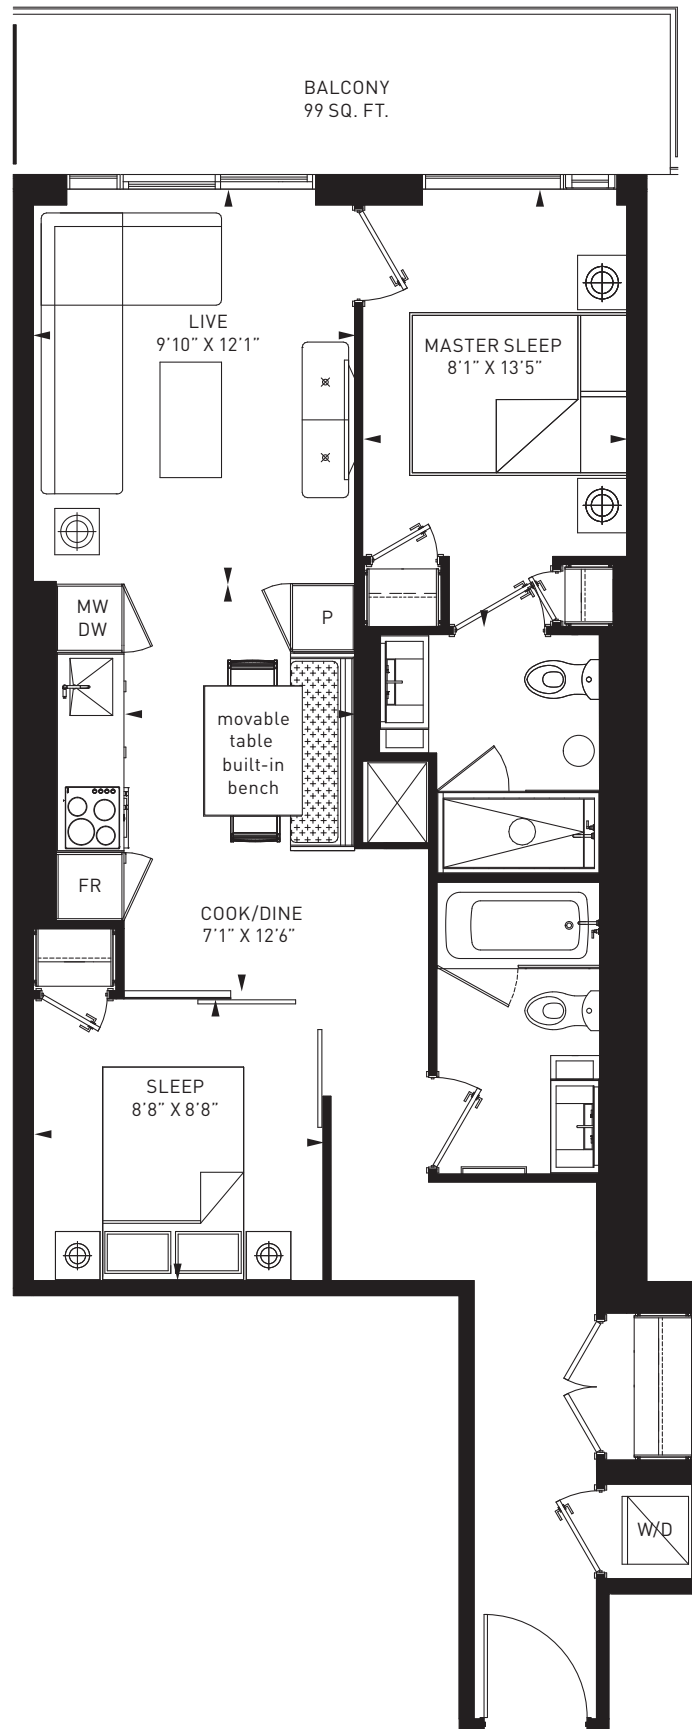 BALCONY
99 SQ. FT.
LIVE
9'10” X 12'1”
MASTER SLEEP
8'1” X 13'5”
MW
DW
P
movable
table
built-in
bench
FR
COOK/DINE
7'1” X 12'6”
SLEEP
8'8” X 8'8”
W/D